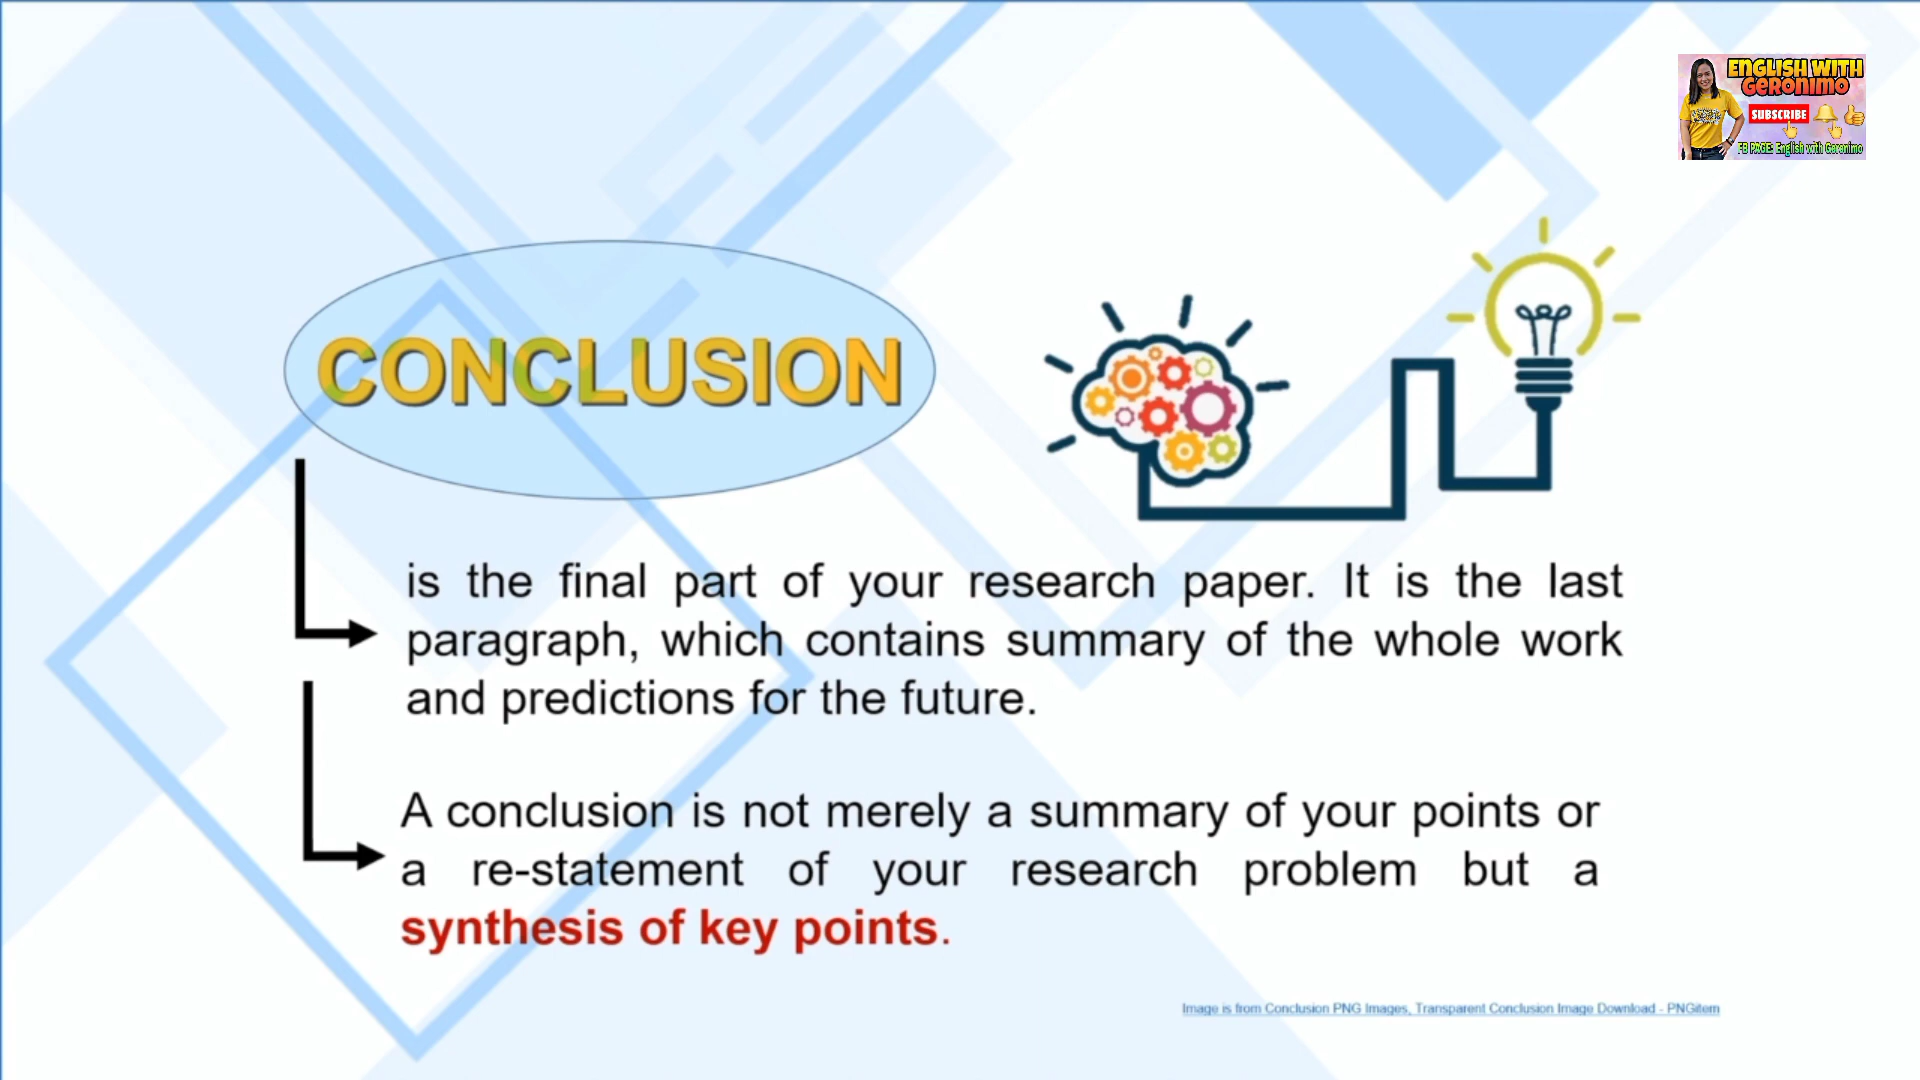 ENGLISH WITH
GERONIMO
SUBSCRIBE
FB PAGE: English with Geronimo
CONCLUSION
is the final part of your research paper. It is the last
paragraph, which contains summary of the whole work
and predictions for the future.
A conclusion is not merely a summary of your points or
a re-statement of your research problem but a
synthesis of key points.
Image is from Conclusion PNG Images, Transparent Conclusion Image Download - PNGitem